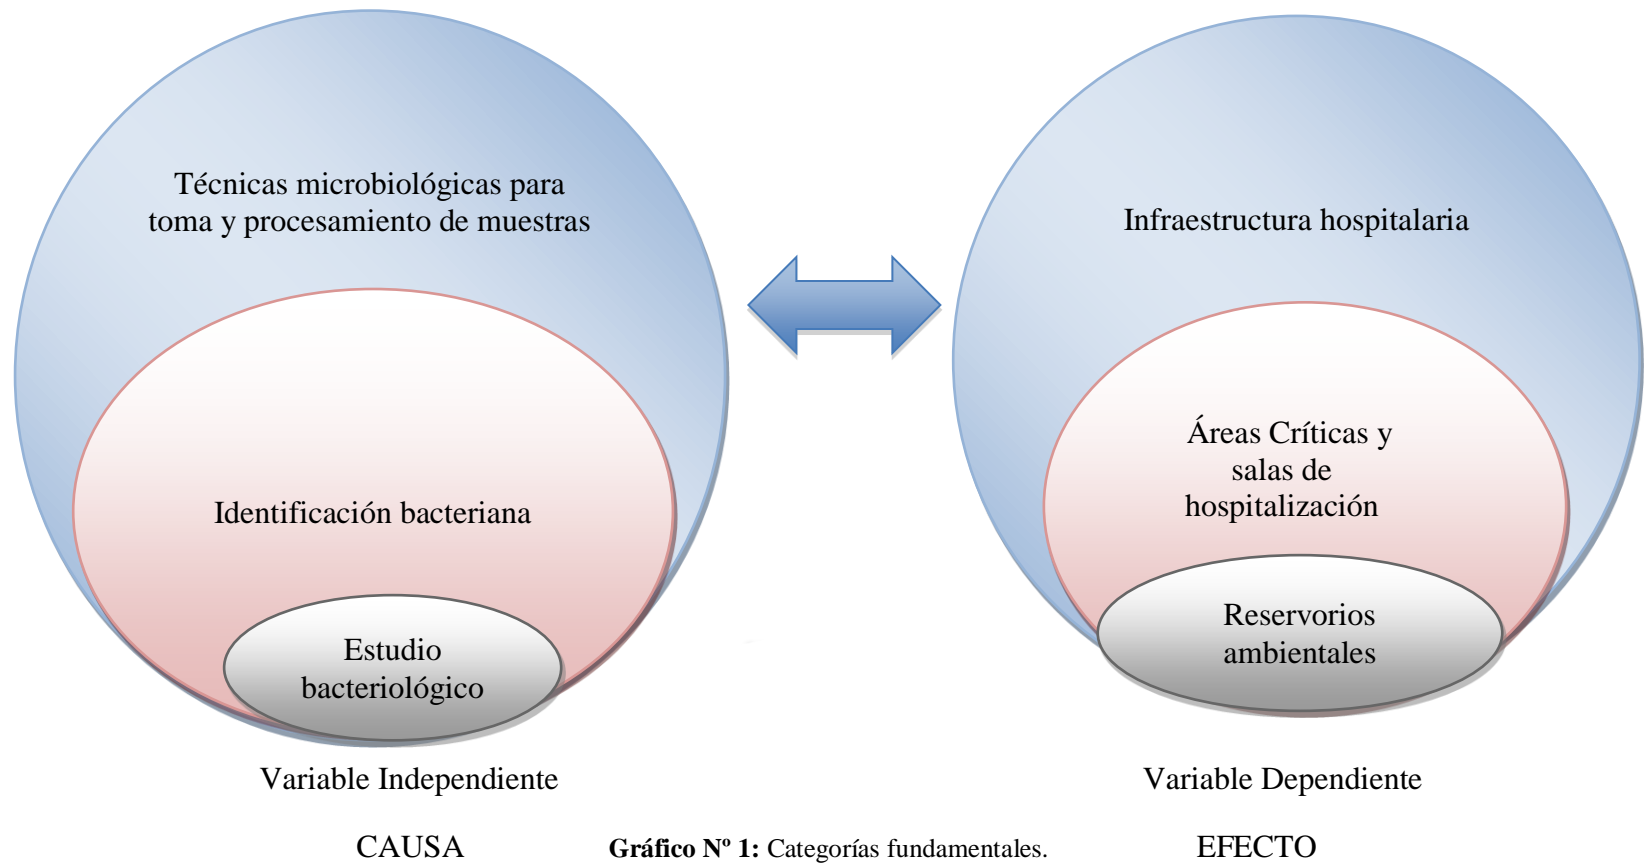 Técnicas microbiológicas para
toma y procesamiento de muestras
Identificación bacteriana
Estudio
bacteriológico
Infraestructura hospitalaria
Áreas Críticas y
salas de
hospitalización
Reservorios
ambientales
Variable Independiente
Variable Dependiente
CAUSA
Gráfico Nº 1: Categorías fundamentales.
EFECTO